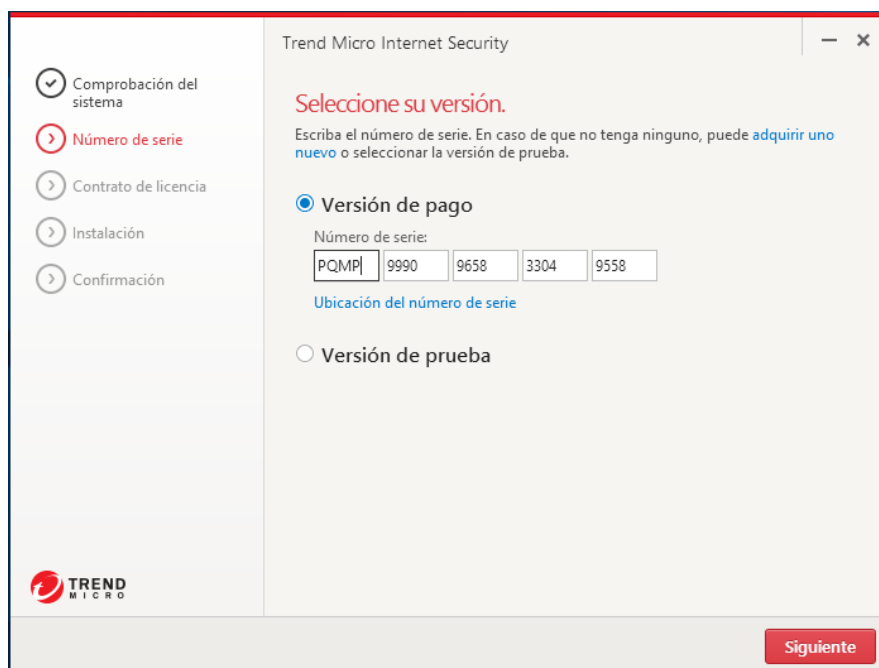 Trend Micro Internet Security
Comprobación del
sistema
Número de serie
Contrato de licencia
Instalación
Confirmación
Seleccione su versión.
Escriba el número de serie. En caso de que no tenga ninguno, puede adquirir uno
nuevo o seleccionar la versión de prueba.
Versión de pago
Número de serie:
PQMP 9990 9658 3304 9558
Ubicación del número de serie
Versión de prueba
TREND
MICRO
Siguiente